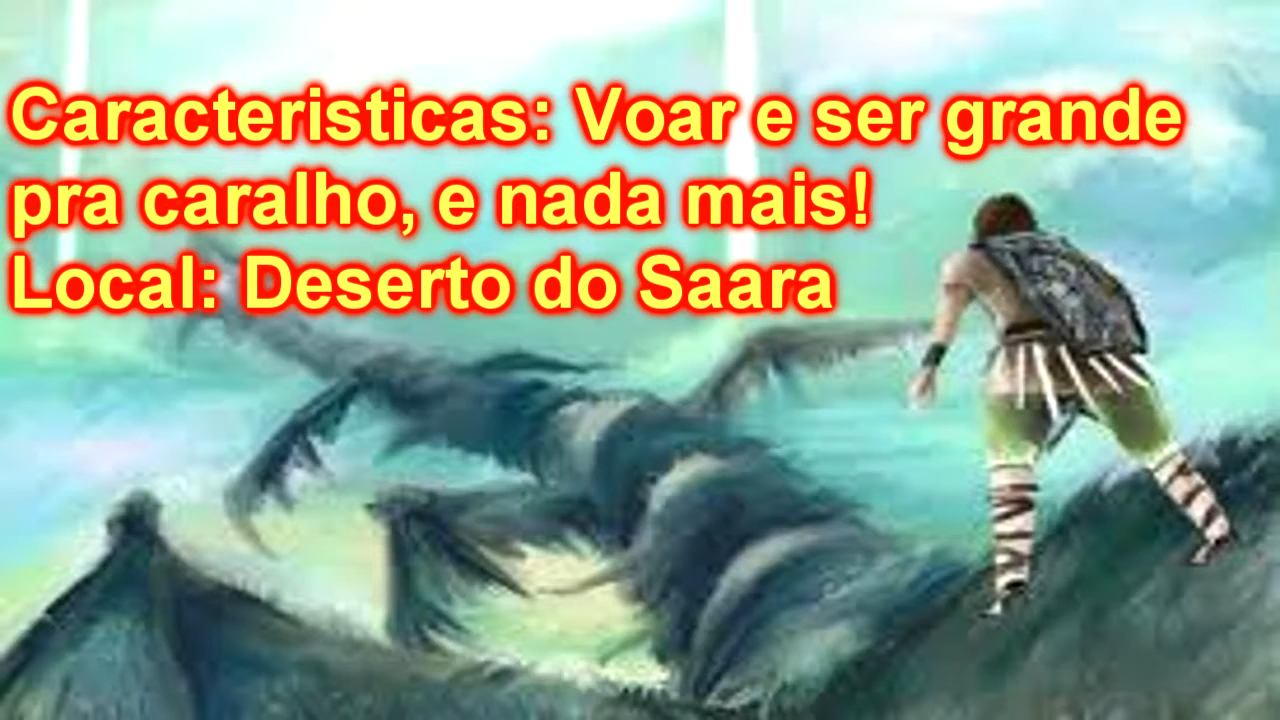 Caracteristicas: Voar e ser grande
pra caralho, e nada mais!
Local: Deserto do Saara